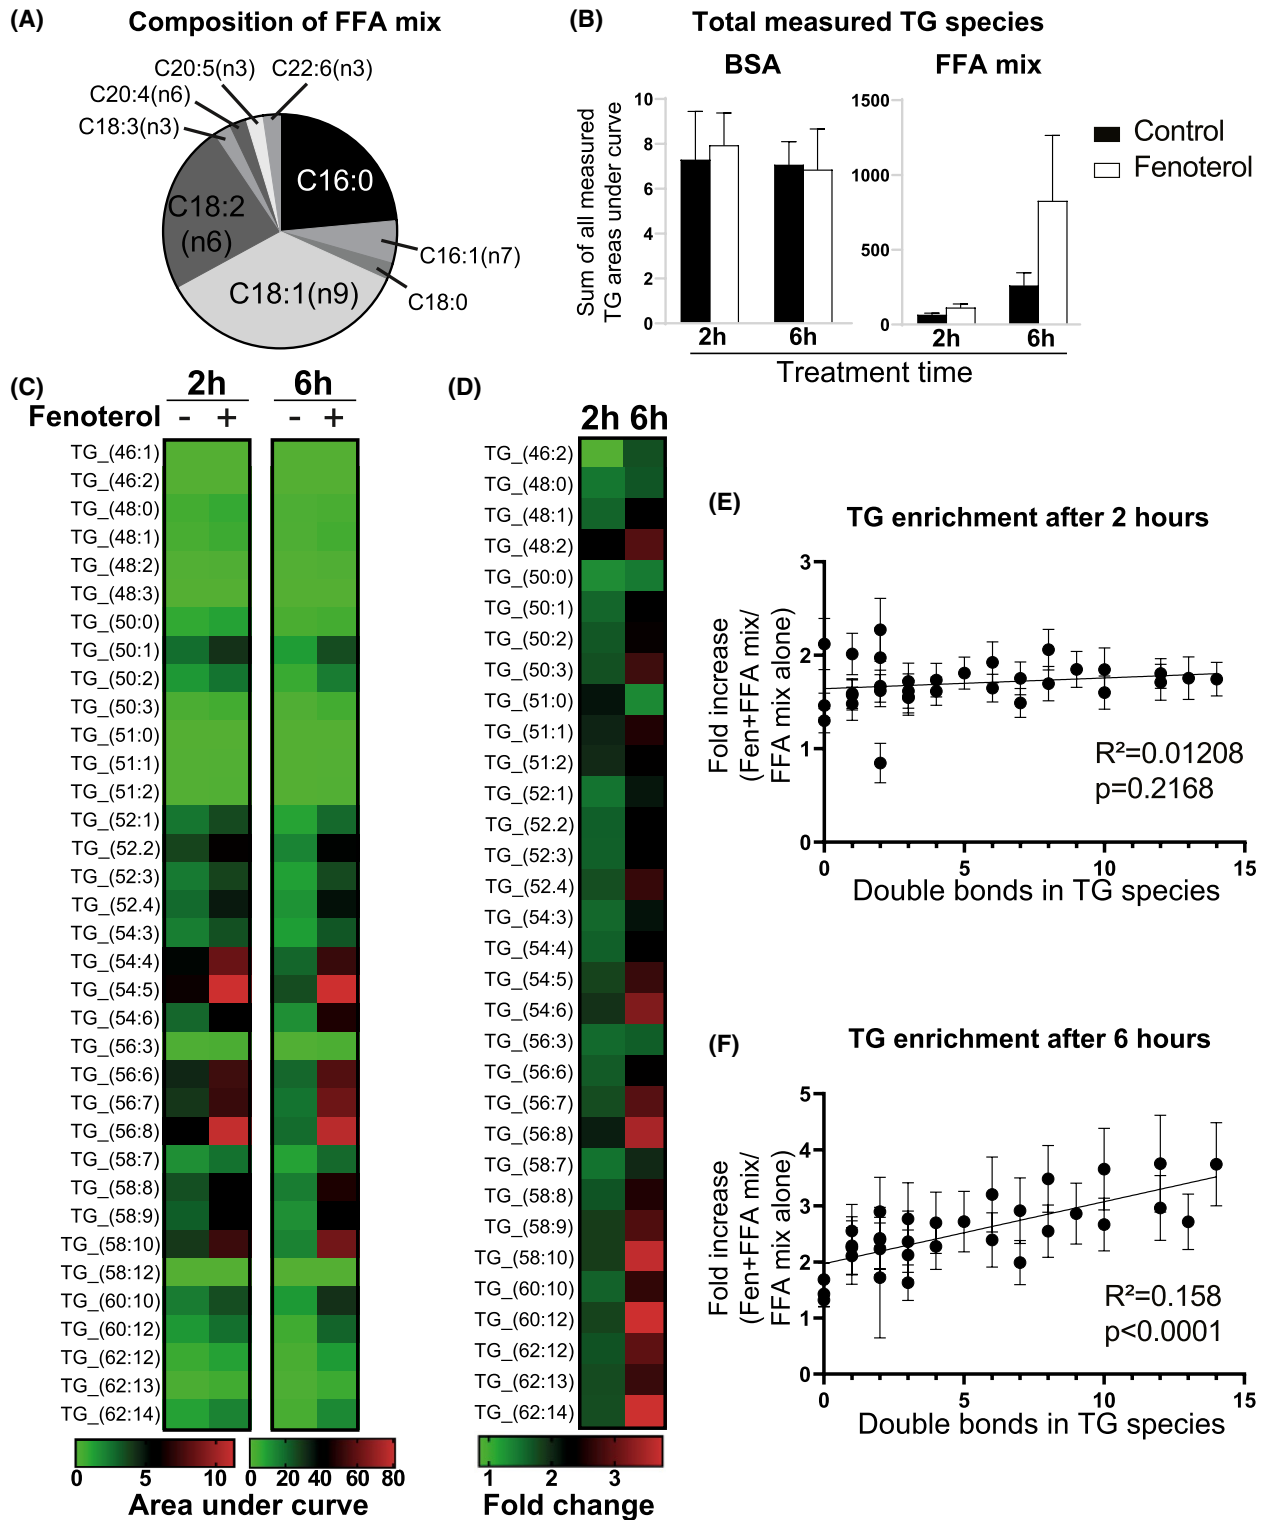 (A)
Composition of FFA mix
C20:5(n3)
C22:6(n3)
C20:4(n6)
C18:3(n3)
C16:0
C18:2
(n6)
C16:1(n7)
C18:1(n9)
C18:0
(B)
Total measured TG species
BSA
FFA mix
Sum of all measured
TG areas under curve
10
8
6
4
2
0
1500
1000
500
0
Control
Fenoterol
2h
6h
2h
6h
Treatment time
(C)
2h
6h
Fenoterol - + - +
TG_(46:1)
TG_(46:2)
TG_(48:0)
TG_(48:1)
TG_(48:2)
TG_(48:3)
TG_(50:0)
TG_(50:1)
TG_(50:2)
TG_(50:3)
TG_(51:0)
TG_(51:1)
TG_(51:2)
TG_(52:1)
TG_(52.2)
TG_(52:3)
TG_(52.4)
TG_(54:3)
TG_(54:4)
TG_(54:5)
TG_(54:6)
TG_(56:3)
TG_(56:6)
TG_(56:7)
TG_(56:8)
TG_(58:7)
TG_(58:8)
TG_(58:9)
TG_(58:10)
TG_(58:12)
TG_(60:10)
TG_(60:12)
TG_(62:12)
TG_(62:13)
TG_(62:14)
0 5 10
0 20 40 60 80
Area under curve
(D)
2h 6h
TG_(46:2)
TG_(48:0)
TG_(48:1)
TG_(48:2)
TG_(50:0)
TG_(50:1)
TG_(50:2)
TG_(50:3)
TG_(51:0)
TG_(51:1)
TG_(51:2)
TG_(52:1)
TG_(52.2)
TG_(52:3)
TG_(52.4)
TG_(54:3)
TG_(54:4)
TG_(54:5)
TG_(54:6)
TG_(56:3)
TG_(56:6)
TG_(56:7)
TG_(56:8)
TG_(58:7)
TG_(58:8)
TG_(58:9)
TG_(58:10)
TG_(60:10)
TG_(60:12)
TG_(62:12)
TG_(62:13)
TG_(62:14)
1 2 3
Fold change
(E)
TG enrichment after 2 hours
Fold increase
(Fen+FFA mix/
FFA mix alone)
3
2
1
0
R²=0.01208
p=0.2168
0 5 10 15
Double bonds in TG species
(F)
TG enrichment after 6 hours
Fold increase
(Fen+FFA mix/
FFA mix alone)
5
4
3
2
1
0
R²=0.158
p<0.0001
0 5 10 15
Double bonds in TG species